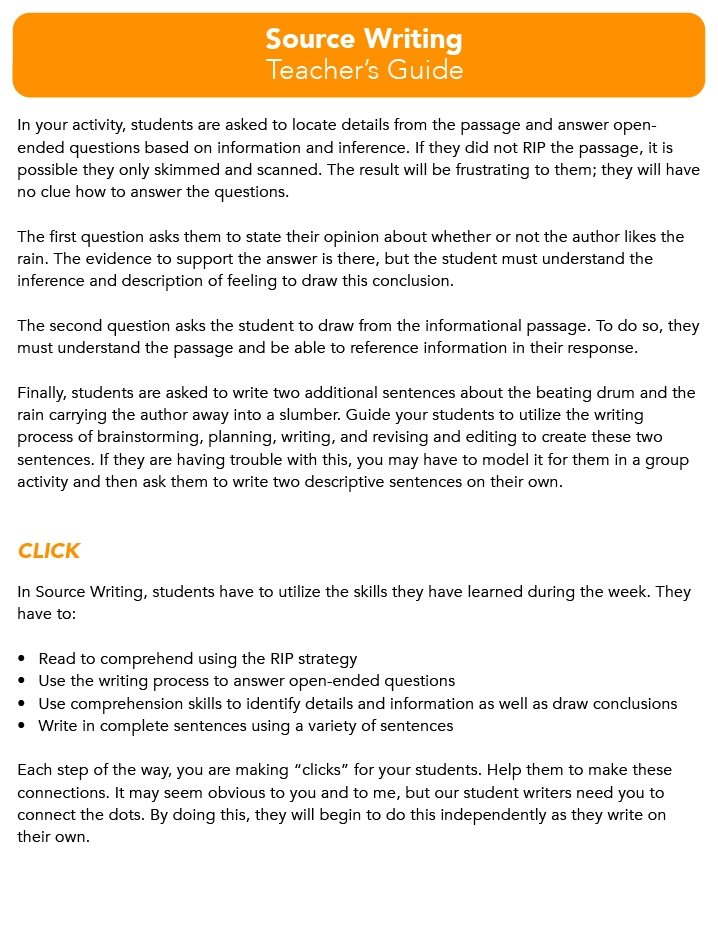 Source Writing
Teacher's Guide
In your activity, students are asked to locate details from the passage and answer open-
ended questions based on information and inference. If they did not RIP the passage, it is
possible they only skimmed and scanned. The result will be frustrating to them; they will have
no clue how to answer the questions.
The first question asks them to state their opinion about whether or not the author likes the
rain. The evidence to support the answer is there, but the student must understand the
inference and description of feeling to draw this conclusion.
The second question asks the student to draw from the informational passage. To do so, they
must understand the passage and be able to reference information in their response.
Finally, students are asked to write two additional sentences about the beating drum and the
rain carrying the author away into a slumber. Guide your students to utilize the writing
process of brainstorming, planning, writing, and revising and editing to create these two
sentences. If they are having trouble with this, you may have to model it for them in a group
activity and then ask them to write two descriptive sentences on their own.
CLICK
In Source Writing, students have to utilize the skills they have learned during the week. They
have to:
• Read to comprehend using the RIP strategy
• Use the writing process to answer open-ended questions
• Use comprehension skills to identify details and information as well as draw conclusions
• Write in complete sentences using a variety of sentences
Each step of the way, you are making “clicks” for your students. Help them to make these
connections. It may seem obvious to you and to me, but our student writers need you to
connect the dots. By doing this, they will begin to do this independently as they write on
their own.